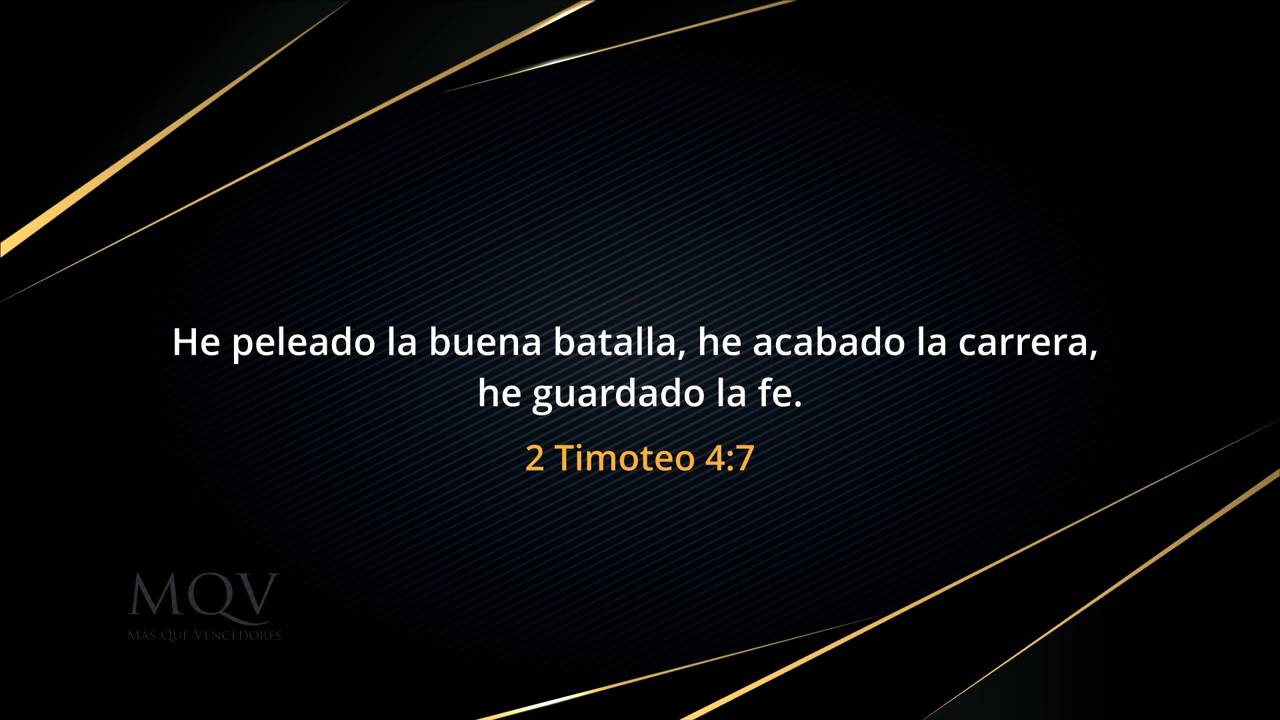 He peleado la buena batalla, he acabado la carrera,
he guardado la fe.
2 Timoteo 4:7
MQV
Más Que Vencedores